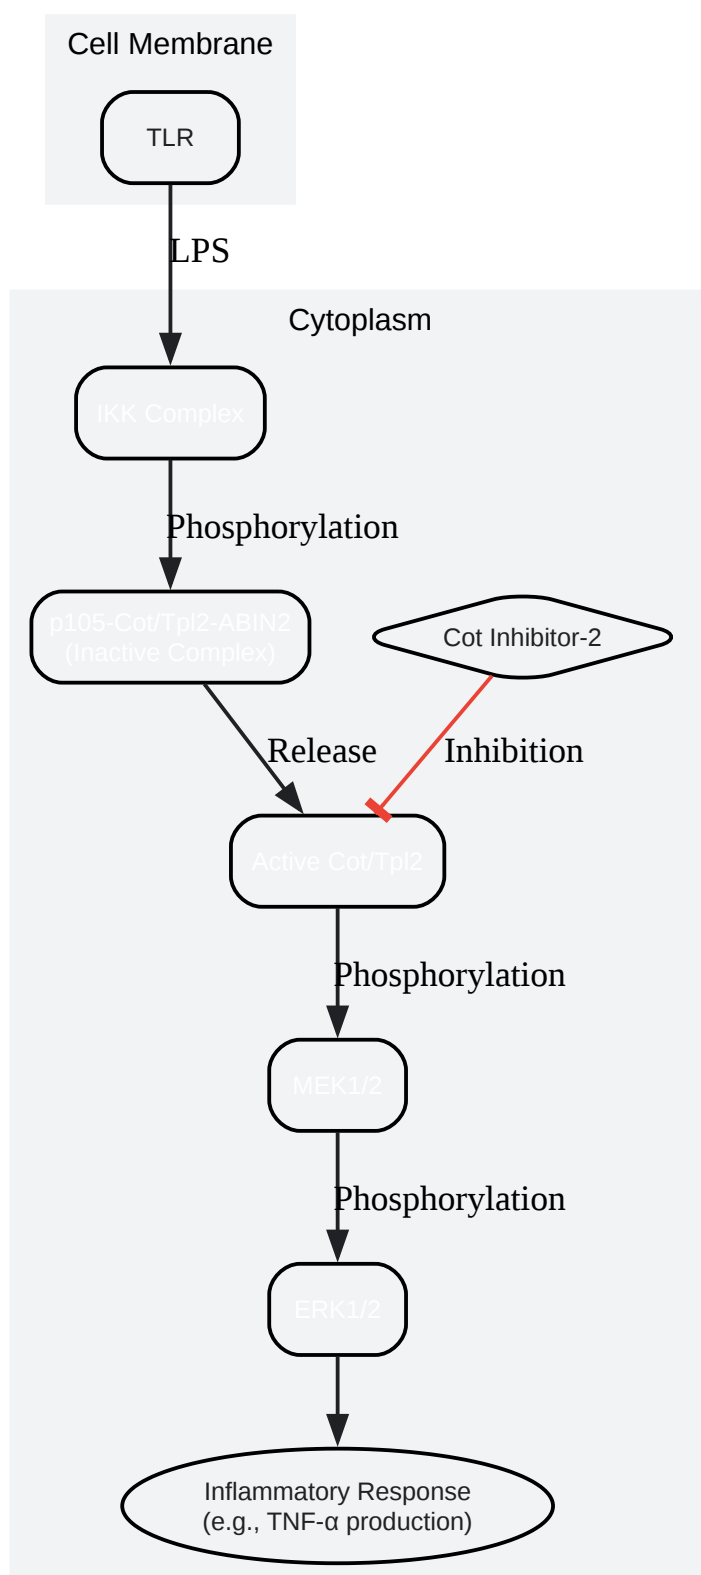 Cell Membrane
TLR
LPS
Cytoplasm
IKK Complex
Phosphorylation
p105-Cot/Tpl2-ABIN2
(Inactive Complex)
Cot Inhibitor-2
Release
Inhibition
Active Cot/Tpl2
Phosphorylation
MEK1/2
Phosphorylation
ERK1/2
Inflammatory Response
(e.g., TNF-α production)